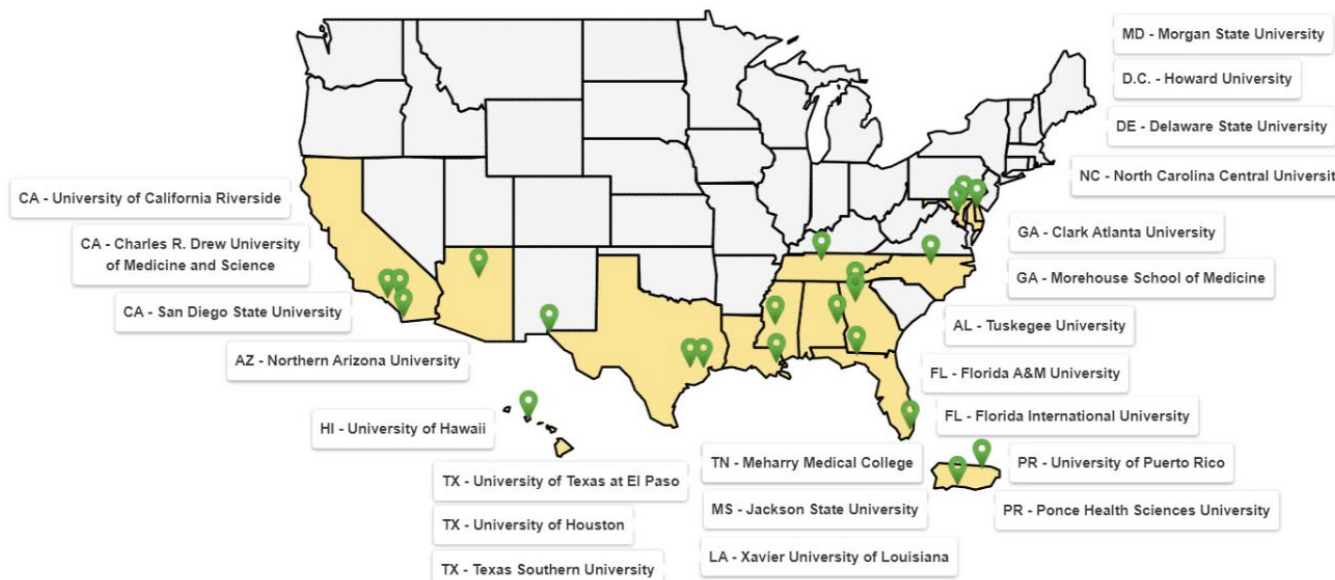 MD - Morgan State University
D.C. - Howard University
DE - Delaware State University
NC - North Carolina Central Universit
CA - University of California Riverside
CA - Charles R. Drew University
of Medicine and Science
CA - San Diego State University
AZ - Northern Arizona University
GA - Clark Atlanta University
GA - Morehouse School of Medicine
AL - Tuskegee University
FL - Florida A&M University
FL - Florida International University
HI - University of Hawaii
TX - University of Texas at El Paso
TX - University of Houston
TX - Texas Southern University
TN - Meharry Medical College
MS - Jackson State University
LA - Xavier University of Louisiana
PR - University of Puerto Rico
PR - Ponce Health Sciences University